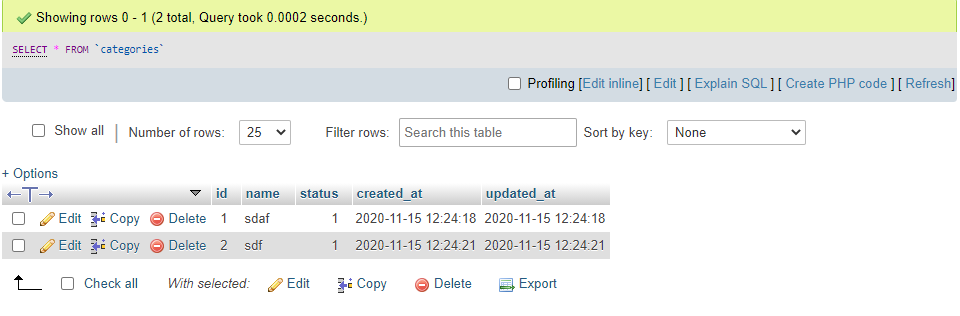 Showing rows 0 - 1 (2 total, Query took 0.0002 seconds.)
SELECT * FROM `categories`
Profiling [Edit inline] [ Edit ] [ Explain SQL ] [ Create PHP code ] [ Refresh]
Show all Number of rows: 25 Filter rows: Search this table Sort by key: None
+ Options
id name status created_at updated_at
Edit Copy Delete 1 sdaf 1 2020-11-15 12:24:18 2020-11-15 12:24:18
Edit Copy Delete 2 sdf 1 2020-11-15 12:24:21 2020-11-15 12:24:21
Check all With selected: Edit Copy Delete Export